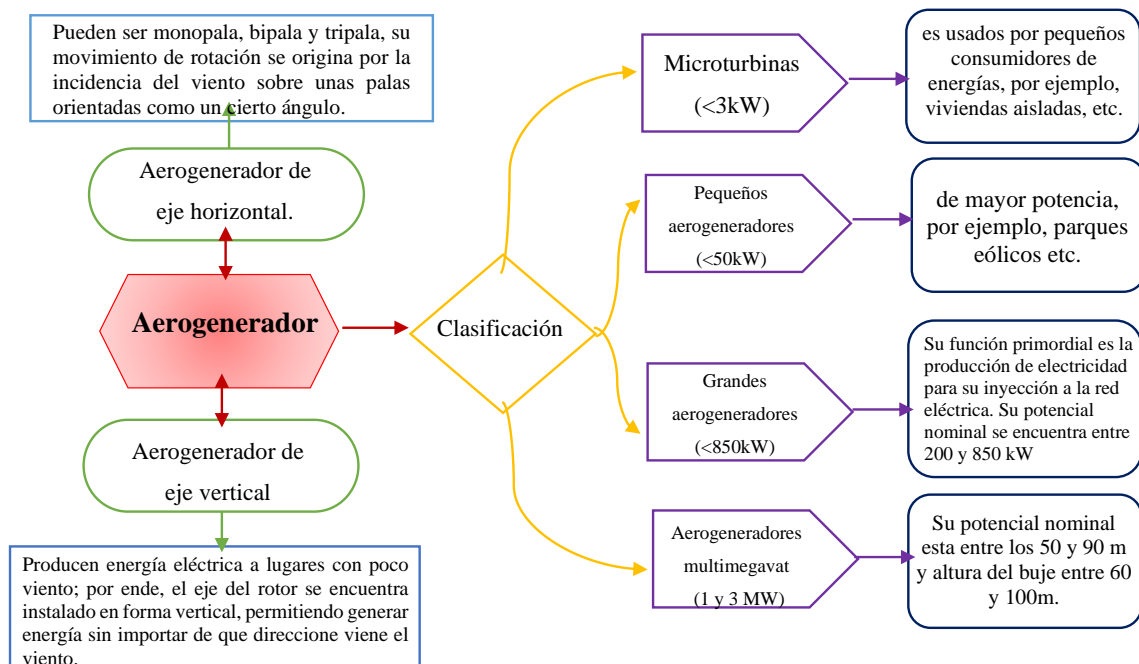 Pueden ser monopala, bipala y tripala, su
movimiento de rotación se origina por la
incidencia del viento sobre unas palas
orientadas como un cierto ángulo.
Aerogenerador de
eje horizontal.
Aerogenerador
Aerogenerador de
eje vertical
Producen energía eléctrica a lugares con poco
viento; por ende, el eje del rotor se encuentra
instalado en forma vertical, permitiendo generar
energía sin importar de que direccione viene el
viento.
Clasificación
Microturbinas
(<3kW)
es usados por pequeños
consumidores de
energías, por ejemplo,
viviendas aisladas, etc.
Pequeños
aerogeneradores
(<50kW)
de mayor potencia,
por ejemplo, parques
eólicos etc.
Grandes
aerogeneradores
(<850kW)
Su función primordial es la
producción de electricidad
para su inyección a la red
eléctrica. Su potencial
nominal se encuentra entre
200 y 850 kW
Aerogeneradores
multimegavat
(1 y 3 MW)
Su potencial nominal
esta entre los 50 y 90 m
y altura del buje entre 60
y 100m.